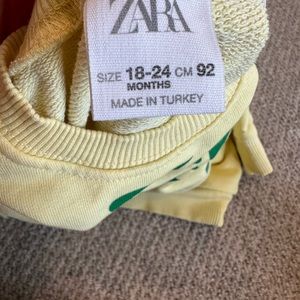 ZARA
SIZE 18-24 CM 92
MONTHS
MADE IN TURKEY